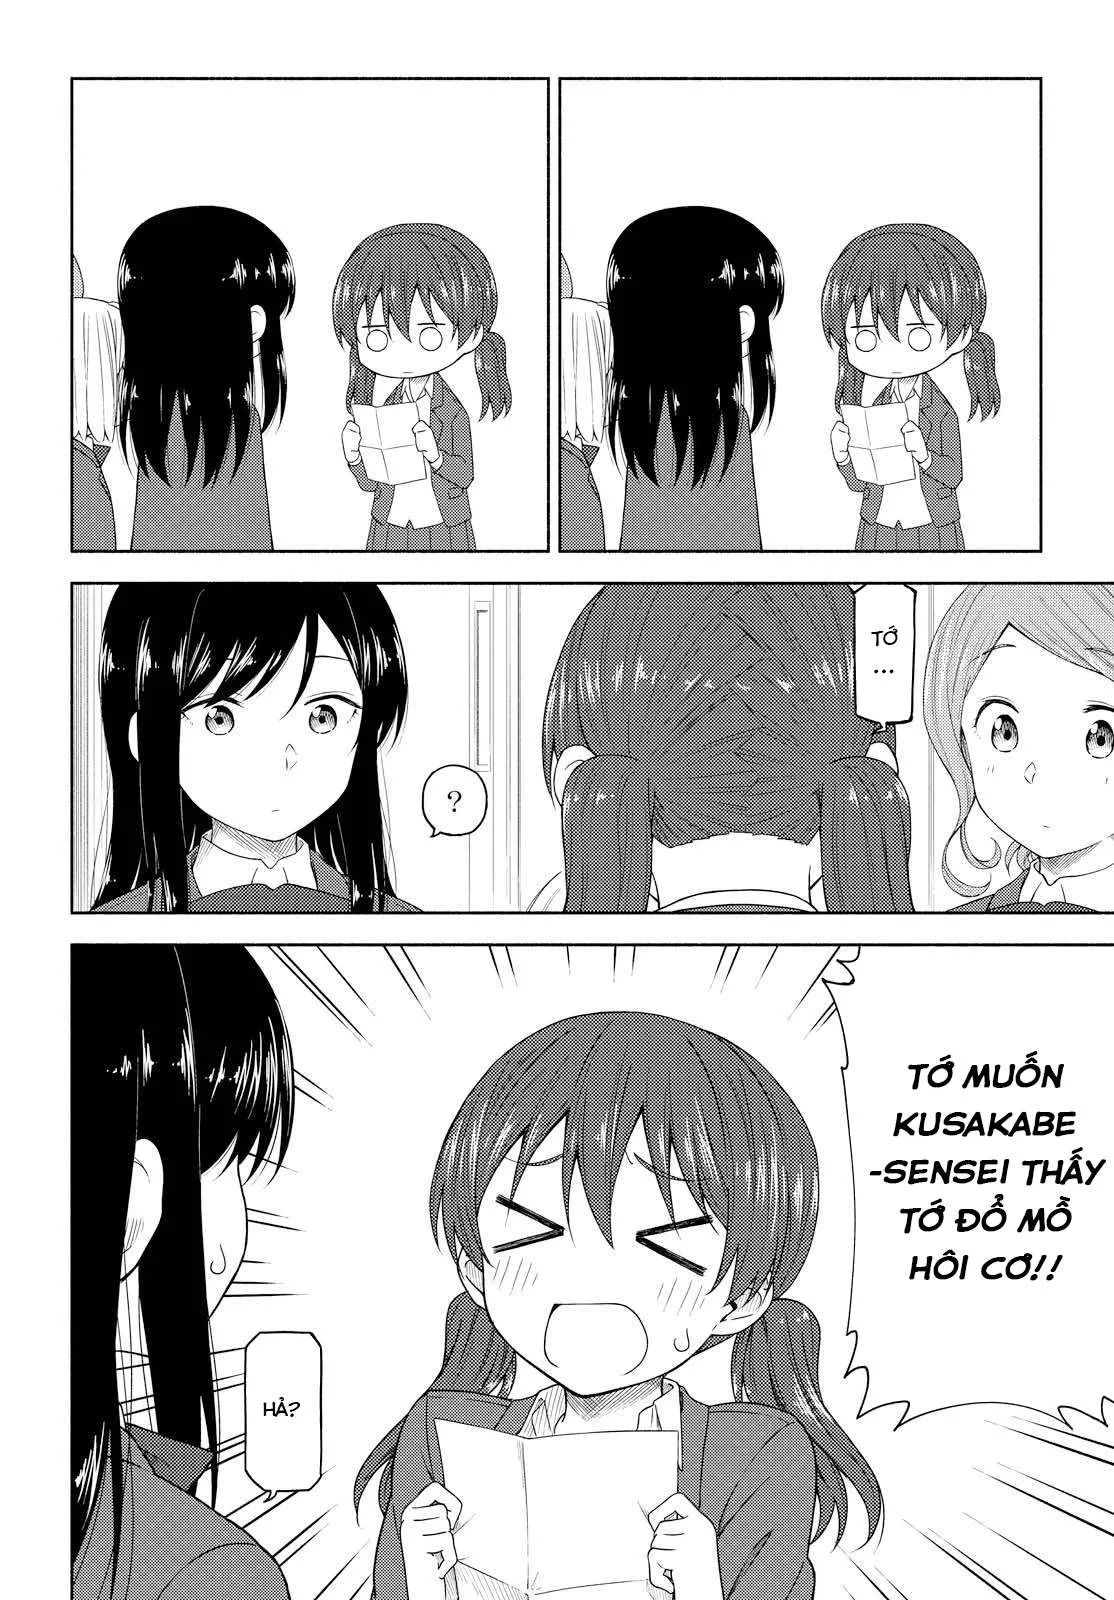 TỚ
...
?
TỚ MUỐN
KUSAKABE
-SENSEI THẤY
TỚ ĐỔ MỒ
HÔI CƠ!!
HẢ?